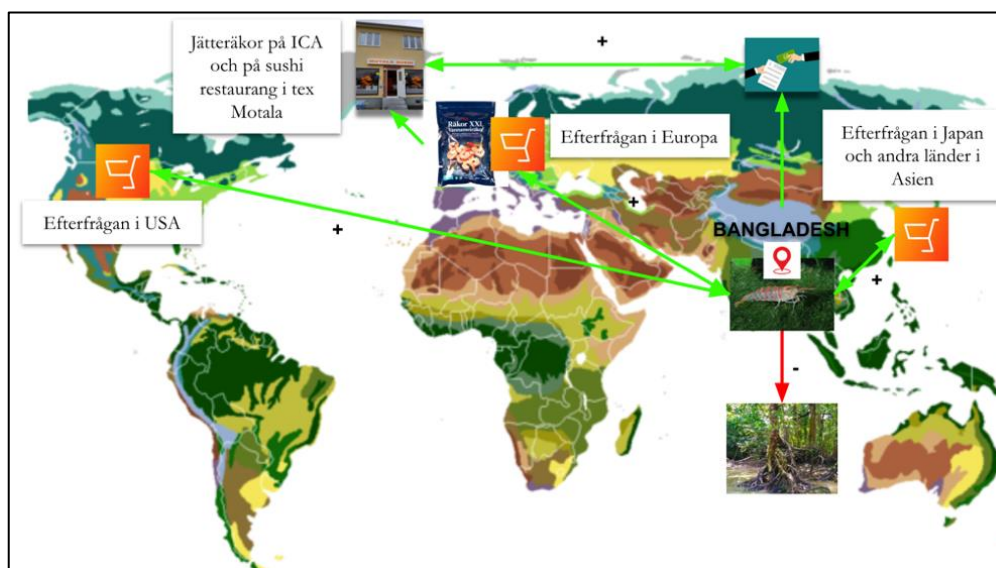 Jätteräkor på ICA
och på sushi
restaurang i tex
Motala
+
Räkor XXL
Efterfrågan i Europa
Efterfrågan i Japan
och andra länder i
Asien
Efterfrågan i USA
+
+
BANGLADESH
+
-